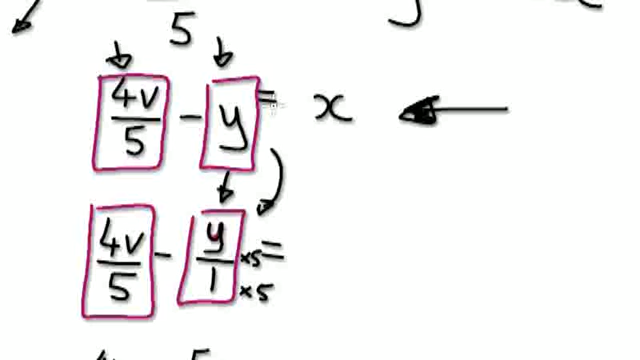 5
4v/5 - y = x
4v/5 - y/1 ×5 =
×5